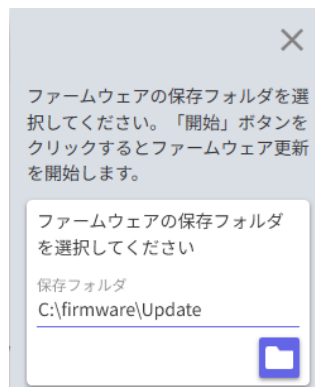 ファームウェアの保存フォルダを選
択してください。「開始」ボタンを
クリックするとファームウェア更新
を開始します。
ファームウェアの保存フォルダ
を選択してください
保存フォルダ
C:\firmware\Update